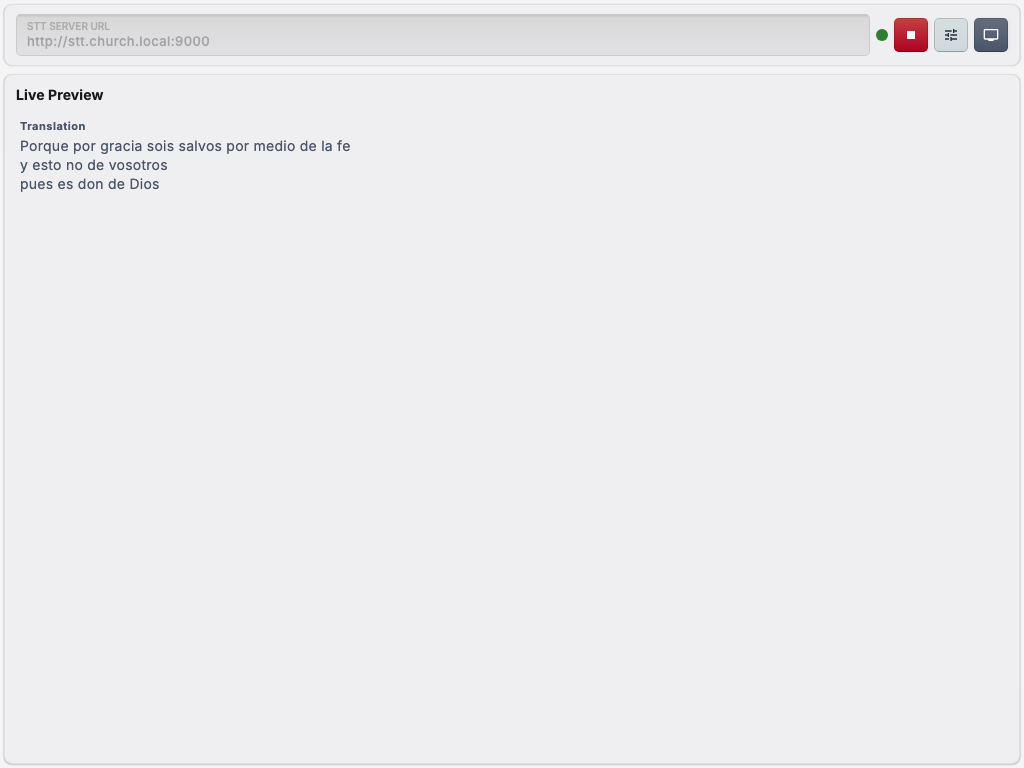 STT SERVER URL
http://stt.church.local:9000
Live Preview
Translation
Porque por gracia sois salvos por medio de la fe
y esto no de vosotros
pues es don de Dios